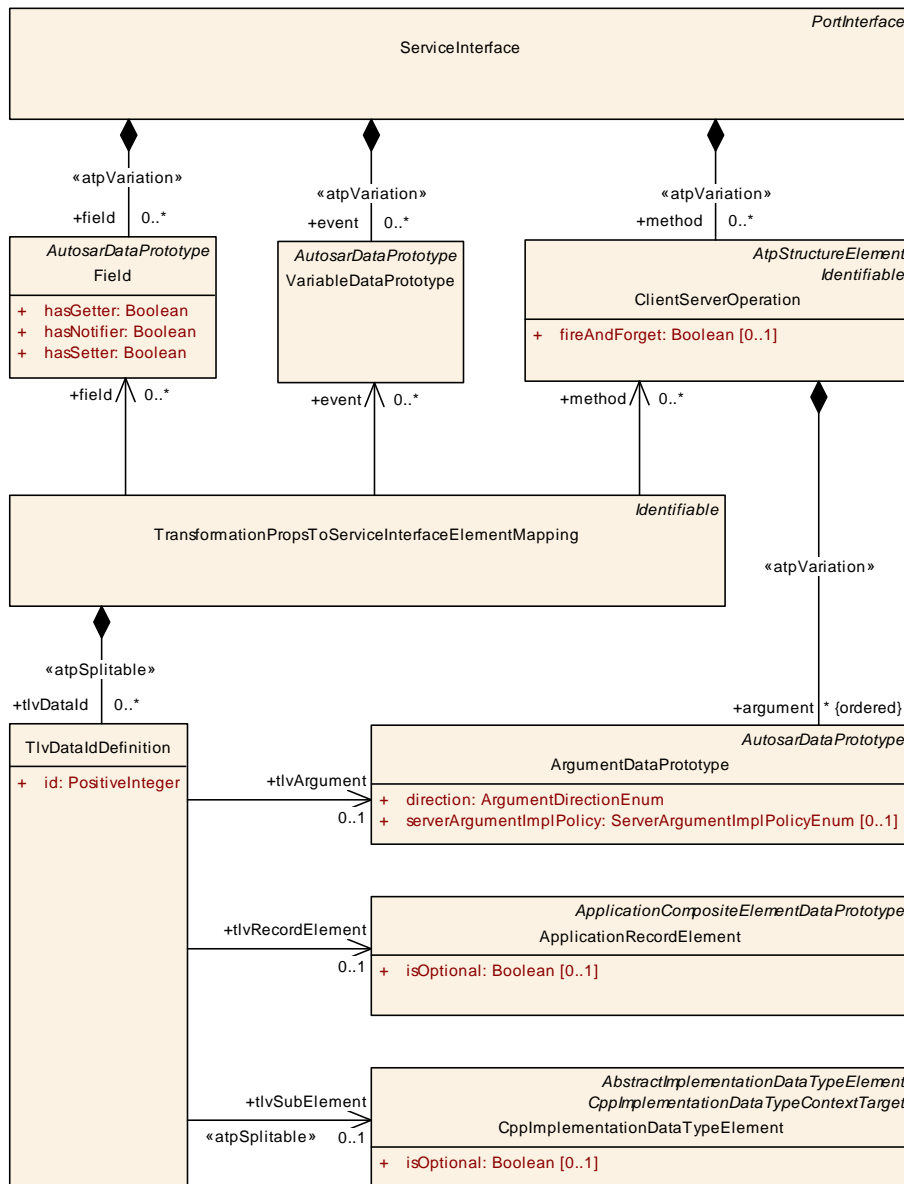 PortInterface
ServiceInterface
«atpVariation»
+field 0..*
«atpVariation»
+event 0..*
«atpVariation»
+method 0..*
AutosarDataPrototype
Field
+ hasGetter: Boolean
+ hasNotifier: Boolean
+ hasSetter: Boolean
AutosarDataPrototype
VariableDataPrototype
AtpStructureElement
Identifiable
ClientServerOperation
+ fireAndForget: Boolean [0..1]
+field 0..*
+event 0..*
+method 0..*
Identifiable
TransformationPropsToServiceInterfaceElementMapping
«atpVariation»
«atpSplitable»
+tlvDataId 0..*
+argument * {ordered}
TlvDataIdDefinition
+ id: PositiveInteger
+tlvArgument
0..1
AutosarDataPrototype
ArgumentDataPrototype
+ direction: ArgumentDirectionEnum
+ serverArgumentImplPolicy: ServerArgumentImplPolicyEnum [0..1]
+tlvRecordElement
0..1
ApplicationCompositeElementDataPrototype
ApplicationRecordElement
+ isOptional: Boolean [0..1]
+tlvSubElement
«atpSplitable» 0..1
AbstractImplementationDataTypeElement
CppImplementationDataTypeContextTarget
CppImplementationDataTypeElement
+ isOptional: Boolean [0..1]